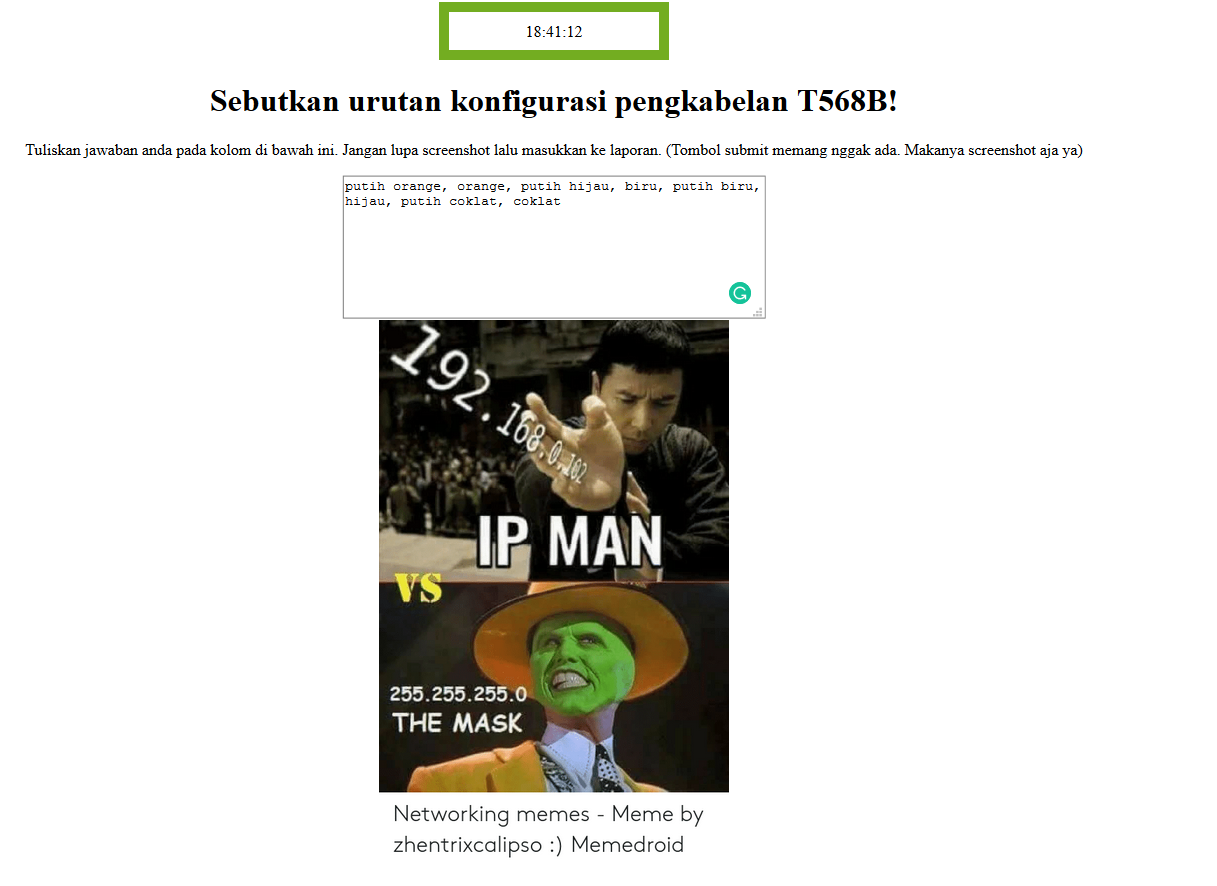 18:41:12
Sebutkan urutan konfigurasi pengkabelan T568B!
Tuliskan jawaban anda pada kolom di bawah ini. Jangan lupa screenshot lalu masukkan ke laporan. (Tombol submit memang nggak ada. Makanya screenshot aja ya)
putih orange, orange, putih hijau, biru, putih biru,
hijau, putih coklat, coklat
192.168.0.102
IP MAN
VS
255.255.255.0
THE MASK
Networking memes - Meme by
zhentrixcalipso :) Memedroid